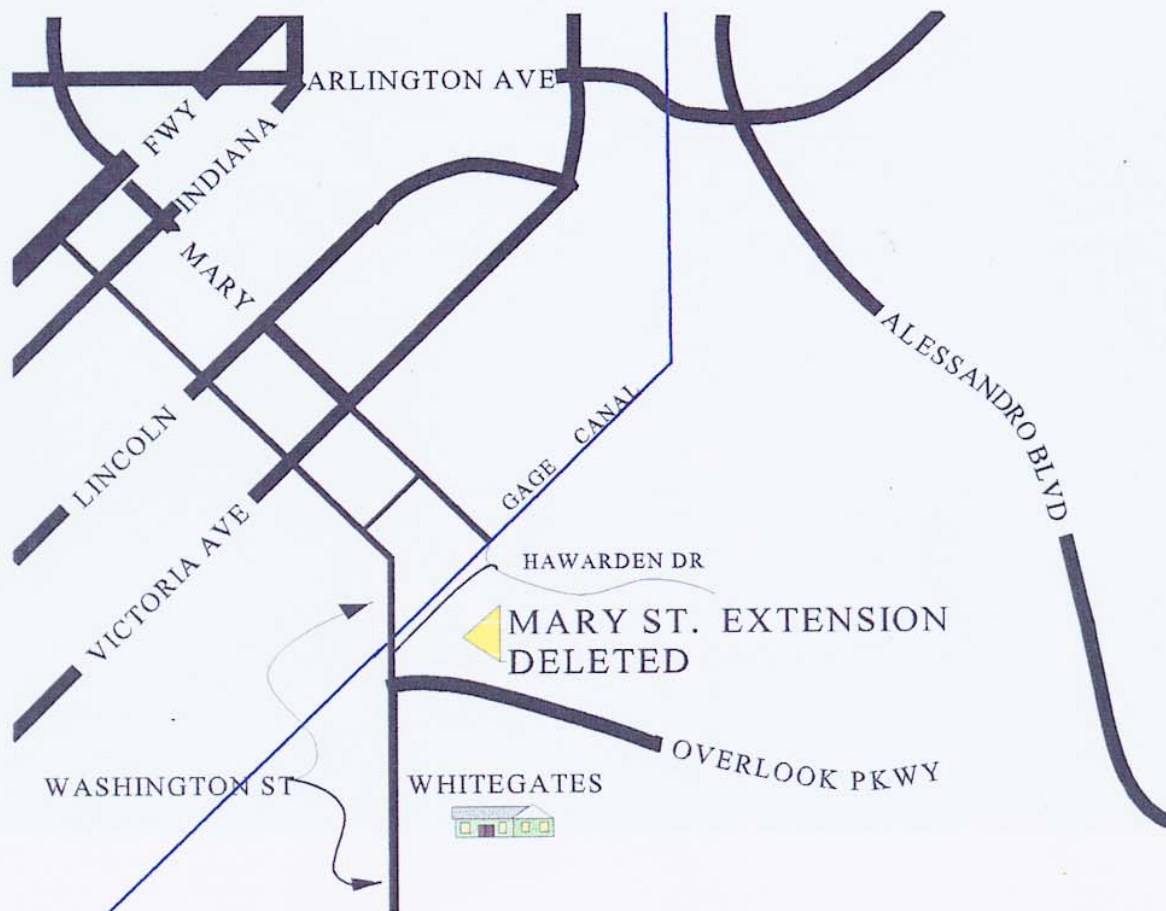 ARLINGTON AVE
FWY
INDIANA
MARY
LINCOLN
VICTORIA AVE
GAGE CANAL
ALESSANDRO BLVD
HAWARDEN DR
MARY ST. EXTENSION
DELETED
OVERLOOK PKWY
WASHINGTON ST
WHITEGATES